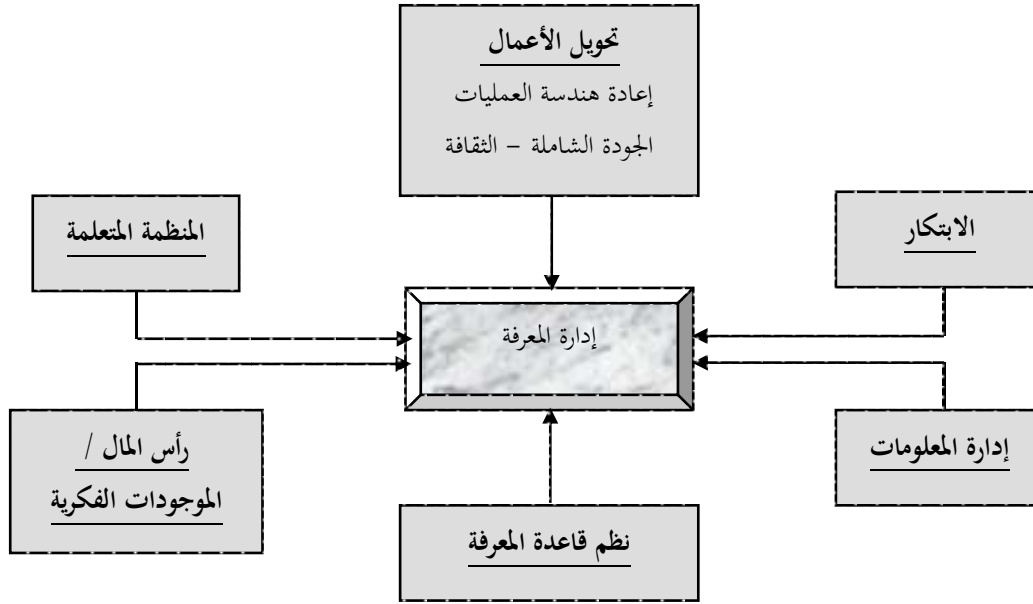 تحويل الأعمال
إعادة هندسة العمليات
الجودة الشاملة – الثقافة
الابتكار
المنظمة المتعلمة
إدارة المعرفة
إدارة المعلومات
رأس المال /
الموجودات الفكرية
نظم قاعدة المعرفة